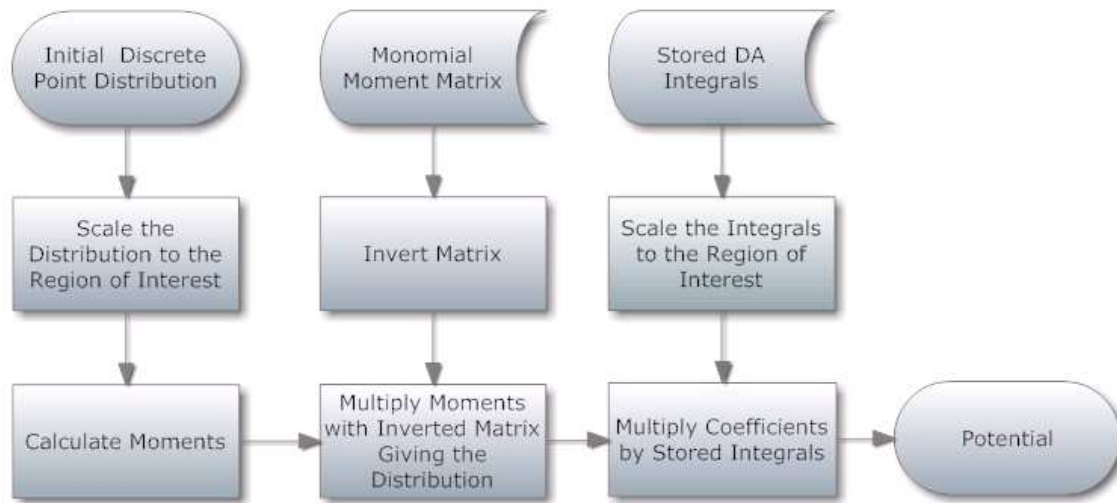 Initial Discrete
Point Distribution
Monomial
Moment Matrix
Stored DA
Integrals
Scale the
Distribution to the
Region of Interest
Invert Matrix
Scale the Integrals
to the Region of
Interest
Calculate Moments
Multiply Moments
with Inverted Matrix
Giving the
Distribution
Multiply Coefficients
by Stored Integrals
Potential